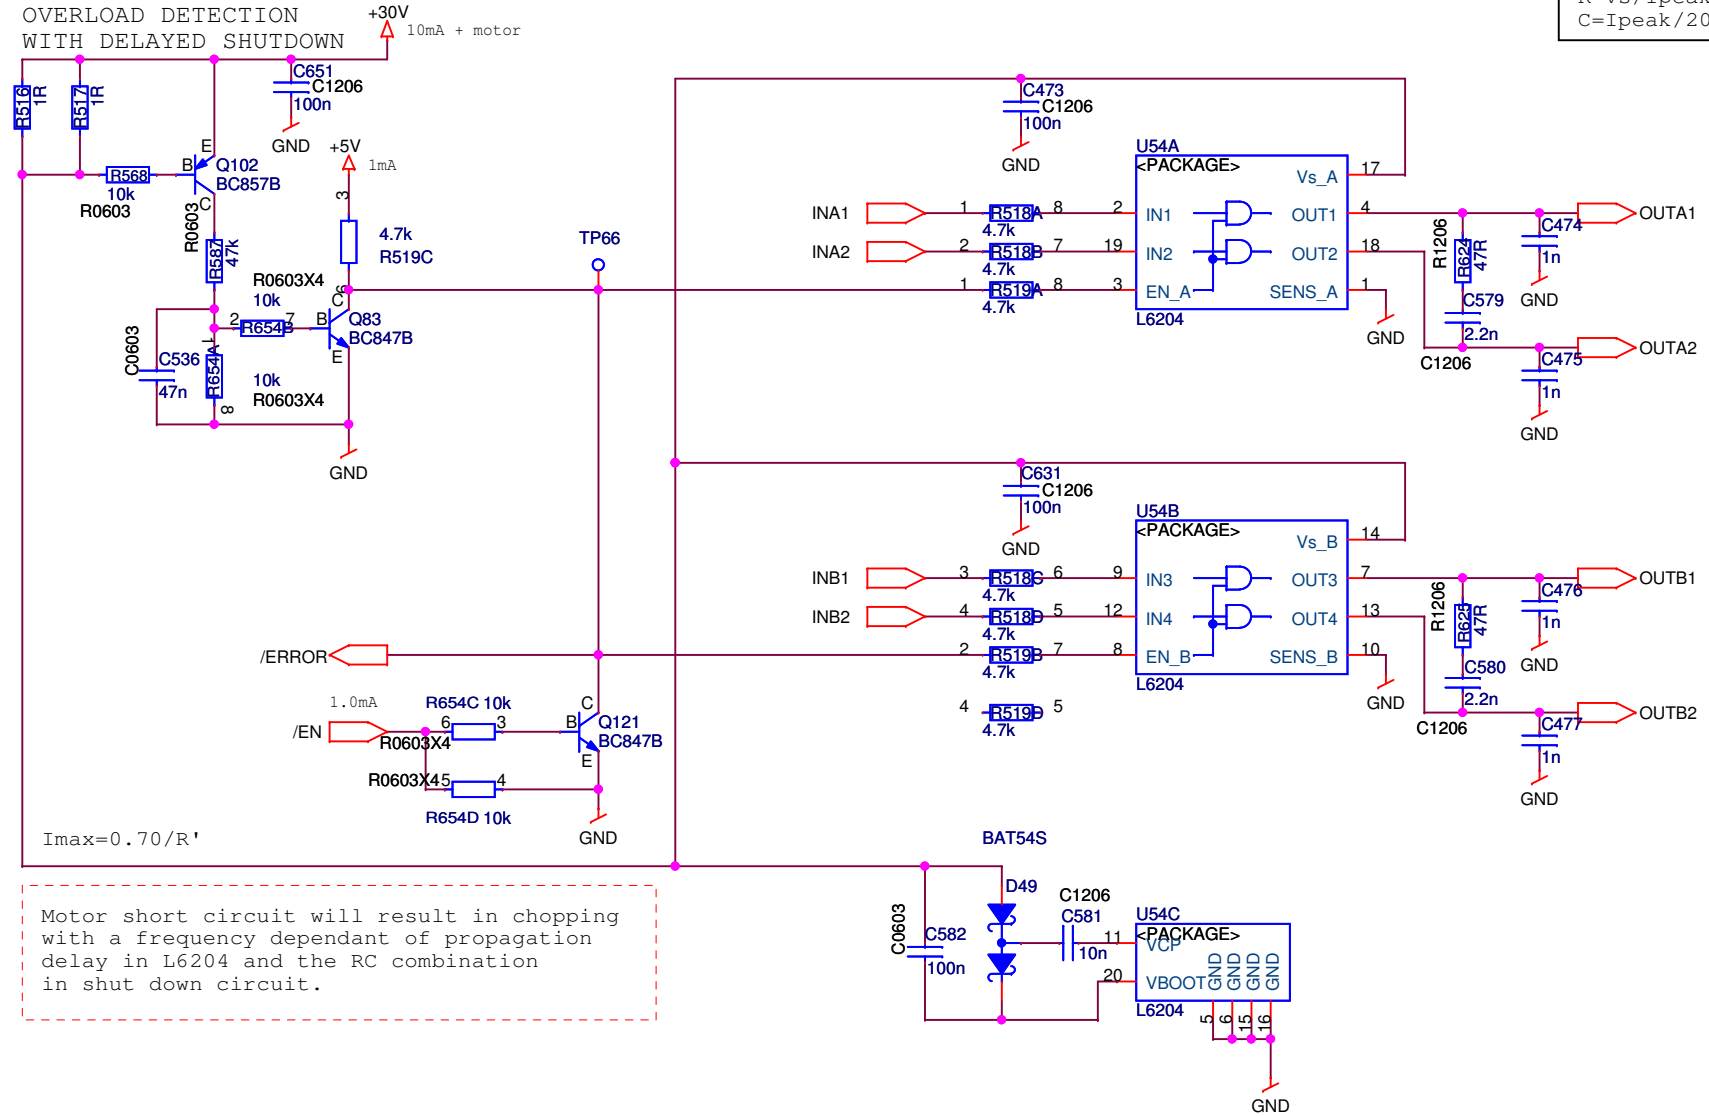 OVERLOAD DETECTION
WITH DELAYED SHUTDOWN
+30V
10mA + motor
C=Ipeak/20
R516
1R
R517
1R
C651
C1206
100n
GND
+5V
1mA
E
B
C
Q102
BC857B
R568
10k
R0603
R0603
R587
47k
3
4.7k
R519C
6
R0603X4
10k
2
R654B
7
B
C
E
Q83
BC847B
C0603
C536
47n
1
R654A
8
10k
R0603X4
GND
TP66
/ERROR
1.0mA
/EN
R654C 10k
6
3
R0603X4
B
C
E
Q121
BC847B
R0603X4
5
4
R654D 10k
GND
Imax=0.70/R'
Motor short circuit will result in chopping
with a frequency dependant of propagation
delay in L6204 and the RC combination
in shut down circuit.
C473
C1206
100n
GND
U54A
<PACKAGE>
Vs_A
17
INA1
1
R518A
8
4.7k
2
IN1
OUT1
4
OUTA1
INA2
2
R518B
7
4.7k
19
IN2
OUT2
18
1
R519A
8
4.7k
3
EN_A
SENS_A
1
L6204
GND
R1206
R624
47R
C474
1n
GND
C579
2.2n
C1206
OUTA2
C475
1n
GND
C631
C1206
100n
GND
U54B
<PACKAGE>
Vs_B
14
INB1
3
R518C
6
4.7k
9
IN3
OUT3
7
OUTB1
INB2
4
R518D
5
4.7k
12
IN4
OUT4
13
2
R519B
7
4.7k
8
EN_B
SENS_B
10
L6204
GND
4
R519D
5
4.7k
R1206
R625
47R
C476
1n
GND
C580
2.2n
C1206
OUTB2
C477
1n
GND
BAT54S
D49
C0603
C582
100n
C1206
C581
10n
U54C
<PACKAGE>
11
VCP
20
VBOOT
GND
GND
GND
GND
L6204
5
6
15
16
GND